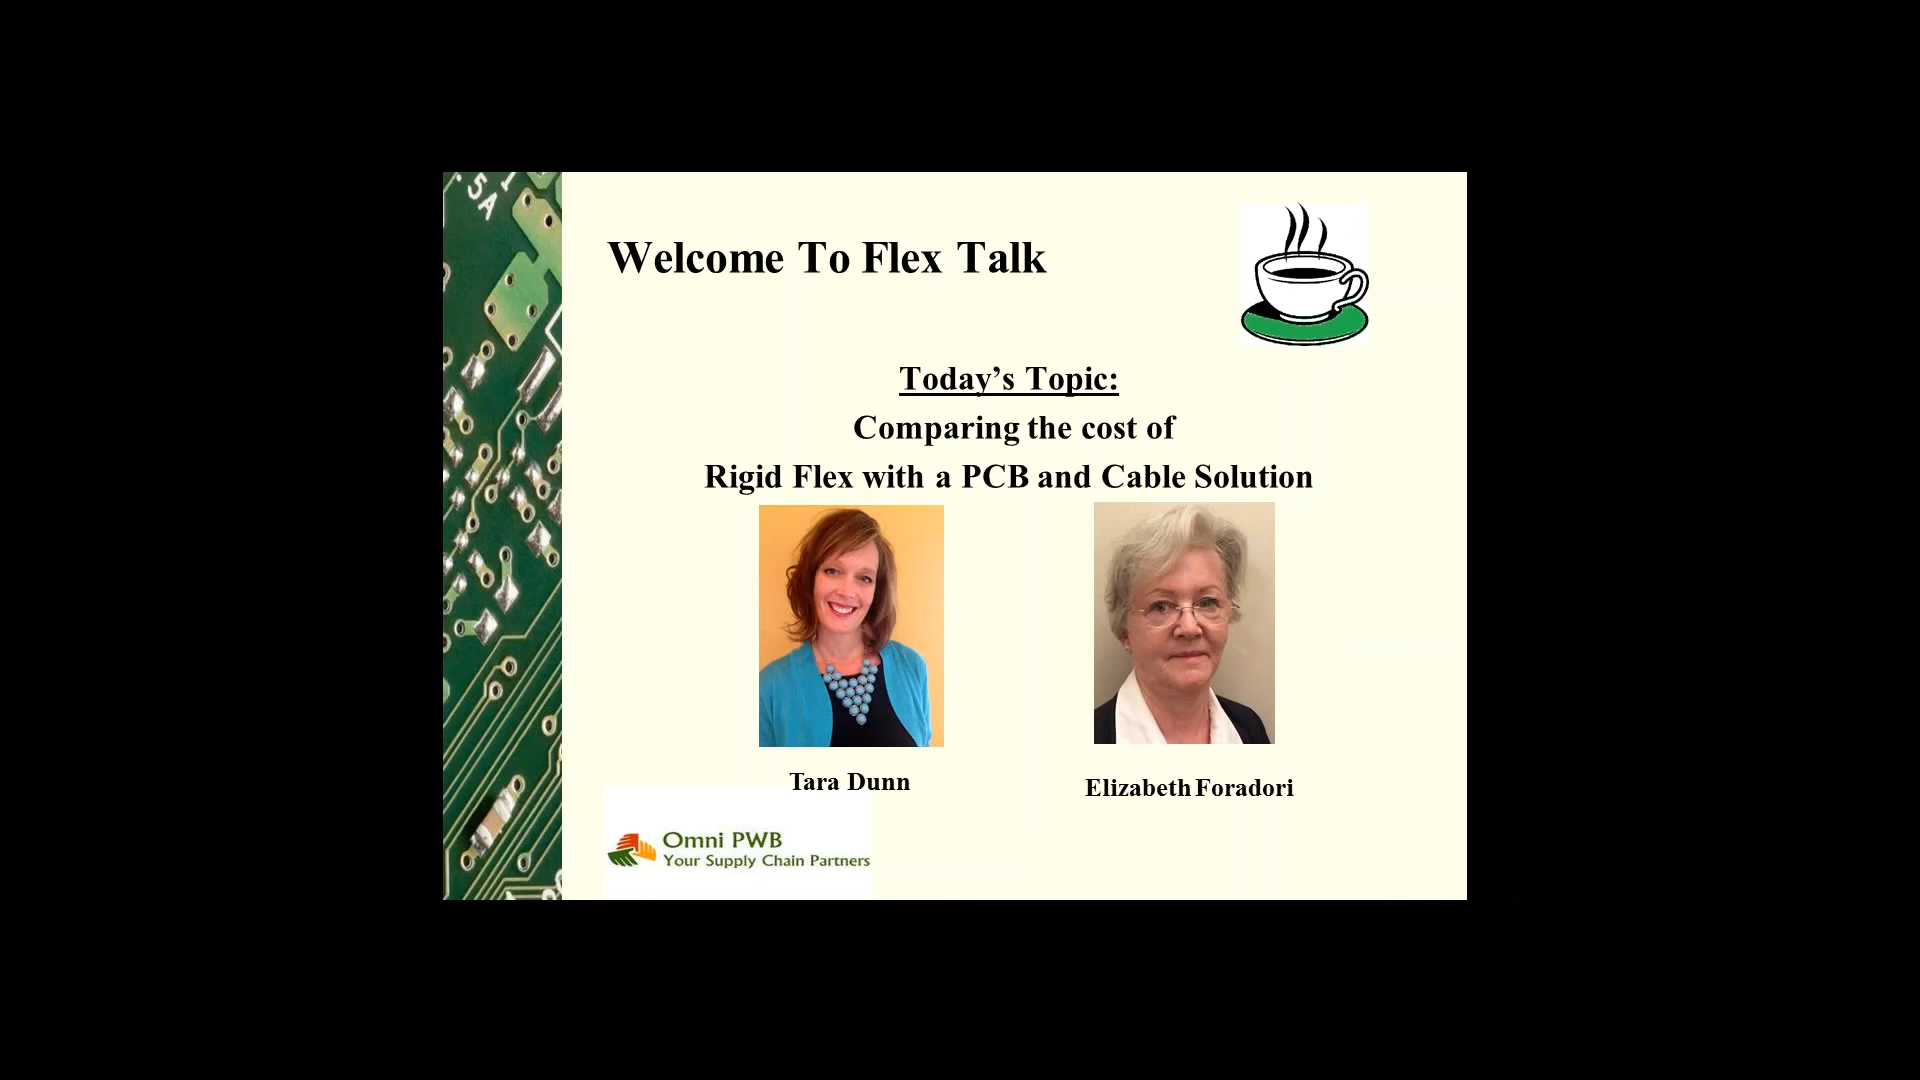 .5A
Welcome To Flex Talk
Today’s Topic:
Comparing the cost of
Rigid Flex with a PCB and Cable Solution
Tara Dunn
Elizabeth Foradori
Omni PWB
Your Supply Chain Partners